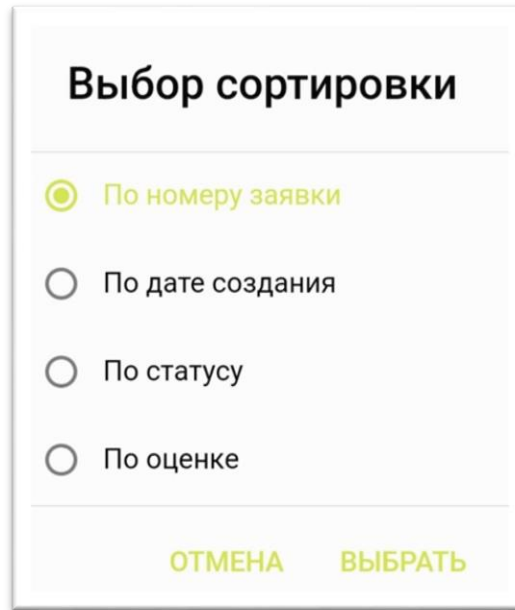 Выбор сортировки
По номеру заявки
По дате создания
По статусу
По оценке
ОТМЕНА ВЫБРАТЬ